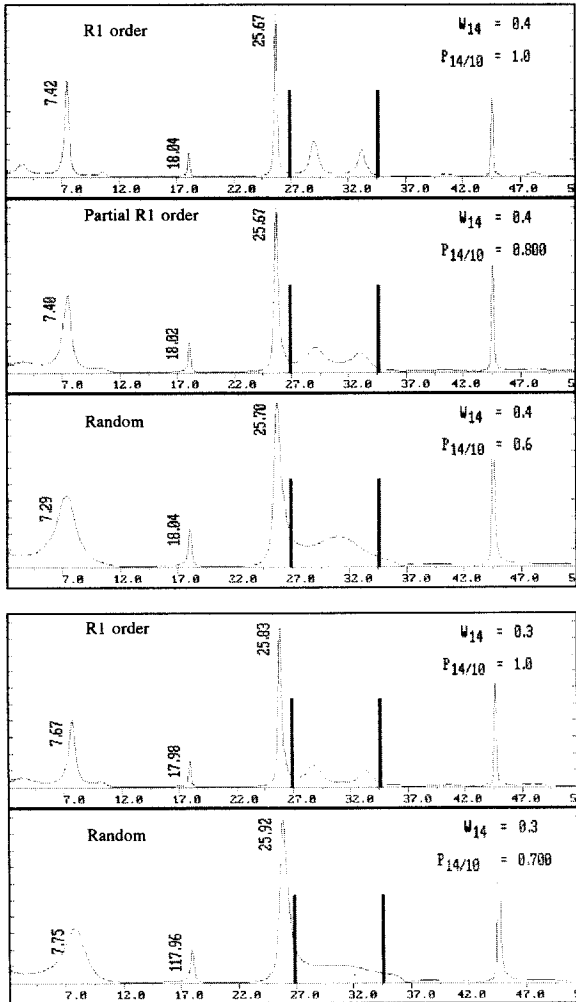 R1 order
W14 = 0.4
P14/10 = 1.0
7.42
18.04
25.67
7.0 12.0 17.0 22.0 27.0 32.0 37.0 42.0 47.0 5
Partial R1 order
W14 = 0.4
P14/10 = 0.800
7.40
18.02
25.67
7.0 12.0 17.0 22.0 27.0 32.0 37.0 42.0 47.0 5
Random
W14 = 0.4
P14/10 = 0.6
7.29
18.04
25.70
7.0 12.0 17.0 22.0 27.0 32.0 37.0 42.0 47.0 5
R1 order
W14 = 0.3
P14/10 = 1.0
7.67
17.98
25.83
7.0 12.0 17.0 22.0 27.0 32.0 37.0 42.0 47.0 5
Random
W14 = 0.3
P14/10 = 0.700
7.75
117.96
25.92
7.0 12.0 17.0 22.0 27.0 32.0 37.0 42.0 47.0 5